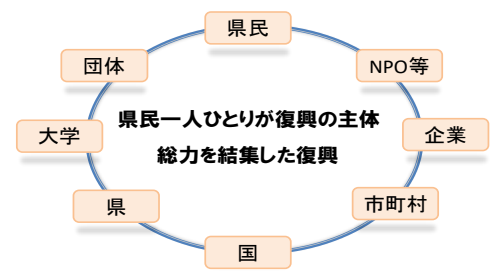 県民
団体
NPO等
県民一人ひとりが復興の主体
大学
企業
総力を結集した復興
県
市町村
国